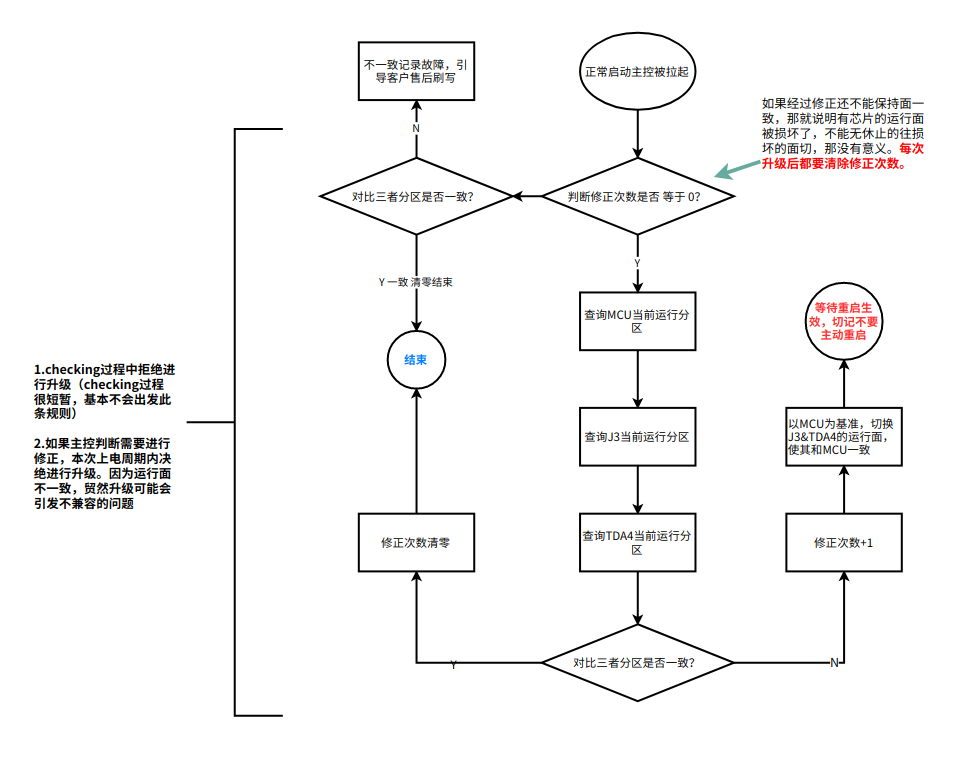 不一致记录故障，引
导客户售后刷写
正常启动主控被拉起
如果经过修正还不能保持面一
致，那就说明有芯片的运行面
被损坏了，不能无休止的往损
坏的面切，那没有意义。每次
升级后都要清除修正次数。
N
对比三者分区是否一致？
判断修正次数是否 等于 0？
Y
Y 一致 清零结束
查询MCU当前运行分
区
等待重启生
效，切记不要
主动重启
结束
1.checking过程中拒绝进
行升级（checking过程
很短暂，基本不会出发此
条规则）
2.如果主控判断需要进行
修正，本次上电周期内决
绝进行升级。因为运行面
不一致，贸然升级可能会
引发不兼容的问题
查询J3当前运行分区
以MCU为基准，切换
J3&TDA4的运行面，
使其和MCU一致
修正次数清零
查询TDA4当前运行分
区
修正次数+1
对比三者分区是否一致？
Y
N